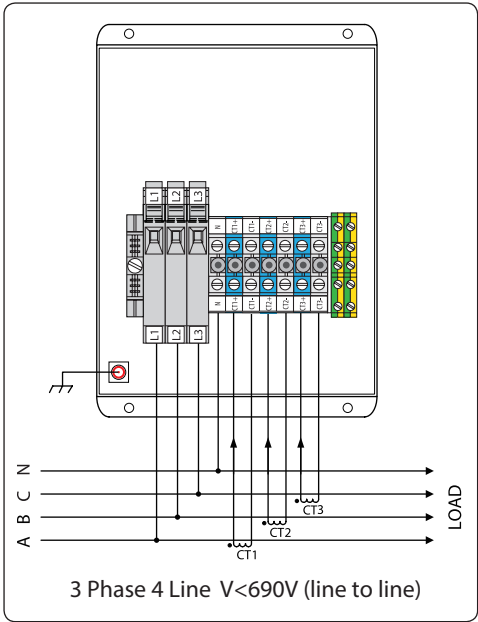 L1 L2 L3
N CT1+ CT1- CT2+ CT2- CT3+ CT3-
N CT1+ CT1- CT2+ CT2- CT3+ CT3-
L1 L2 L3
N
C
CT3
B
CT2
A
CT1
LOAD
3 Phase 4 Line V<690V (line to line)